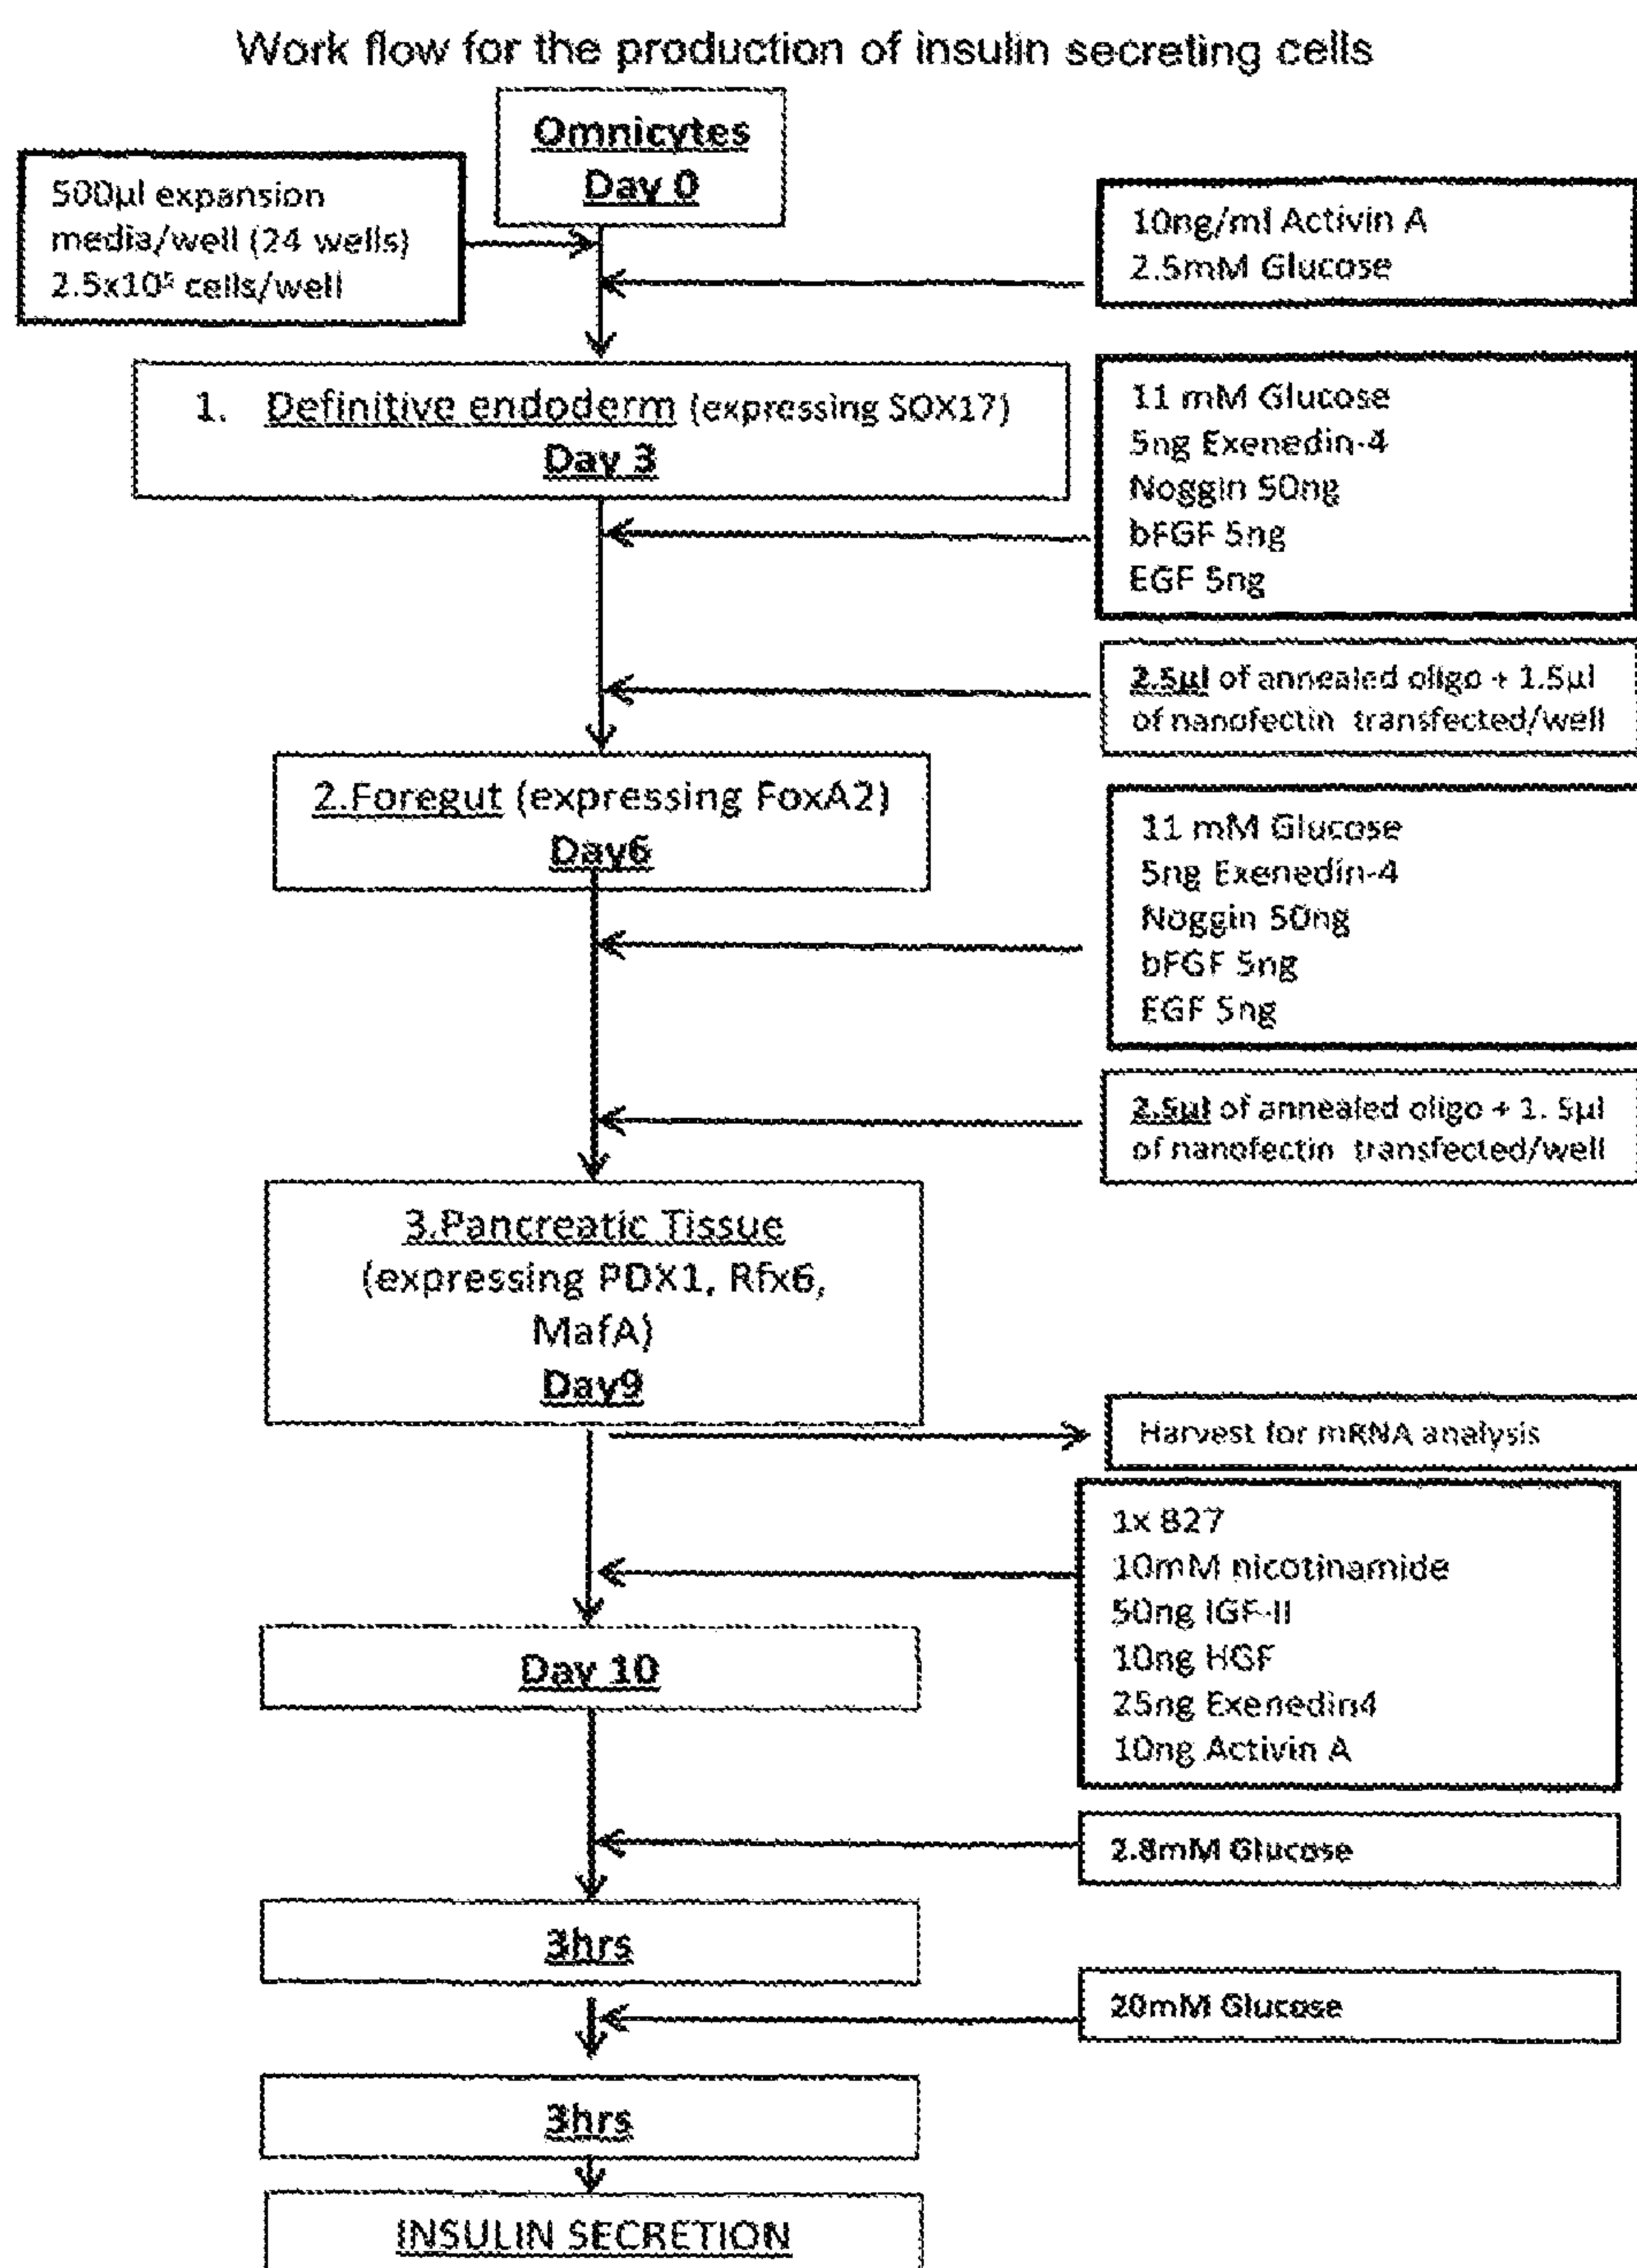 Work flow for the production of insulin secreting cells
Omnicytes
Day 0
500µl expansion
media/well (24 wells)
2.5x10⁵ cells/well
10ng/ml Activin A
2.5mM Glucose
1. Definitive endoderm (expressing SOX17)
Day 3
11 mM Glucose
5ng Exenedin-4
Noggin 50ng
bFGF 5ng
EGF 5ng
2.5µl of annealed oligo + 1.5µl
of nanofectin transfected/well
2.Foregut (expressing FoxA2)
Day6
11 mM Glucose
5ng Exenedin-4
Noggin 50ng
bFGF 5ng
EGF 5ng
2.5µl of annealed oligo + 1. 5µl
of nanofectin transfected/well
3.Pancreatic Tissue
(expressing PDX1, Rfx6,
MafA)
Day9
Harvest for mRNA analysis
1x B27
10mM nicotinamide
50ng IGF-II
10ng HGF
25ng Exenedin4
10ng Activin A
Day 10
2.8mM Glucose
3hrs
20mM Glucose
3hrs
INSULIN SECRETION